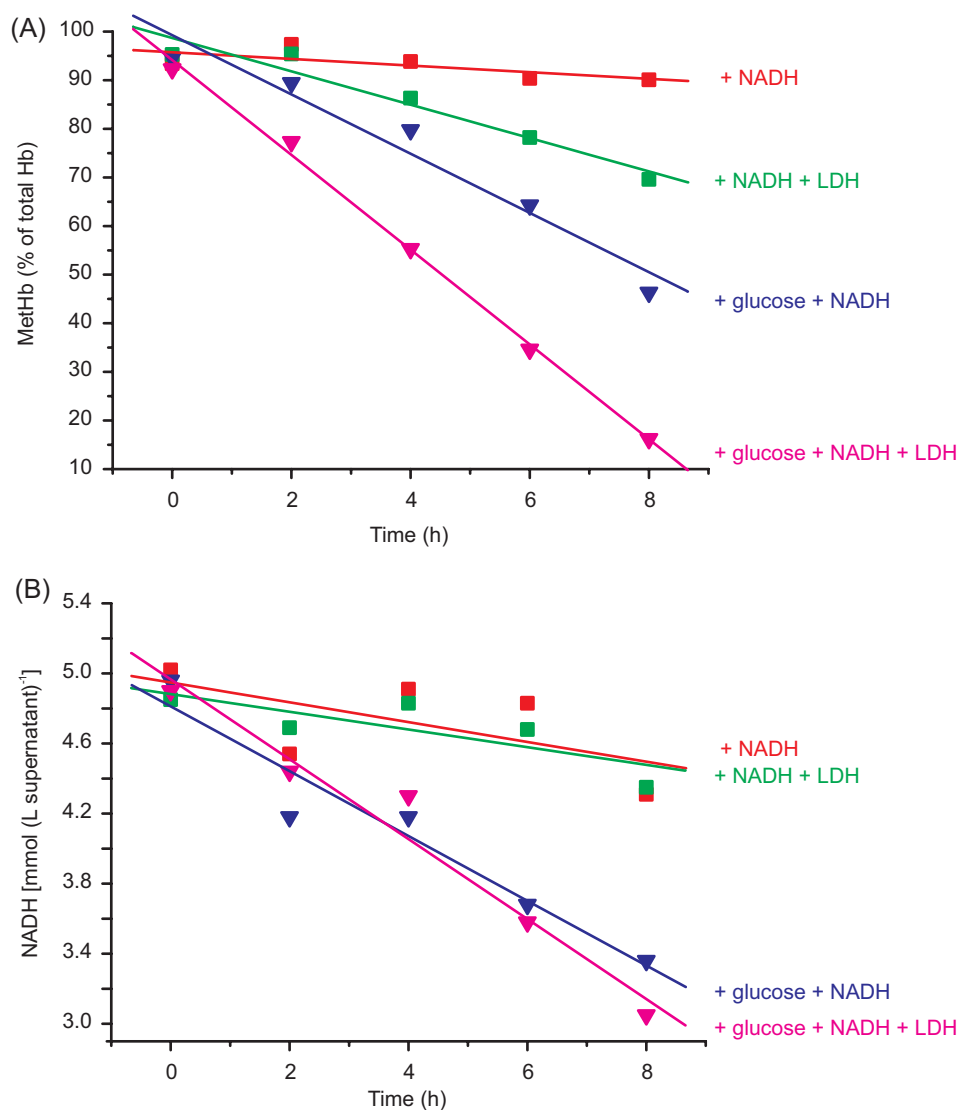 (A)
MetHb (% of total Hb)
100
90
80
70
60
50
40
30
20
10
0 2 4 6 8
Time (h)
+ NADH
+ NADH + LDH
+ glucose + NADH
+ glucose + NADH + LDH
(B)
NADH [mmol (L supernatant)⁻¹]
5.4
5.0
4.6
4.2
3.8
3.4
3.0
0 2 4 6 8
Time (h)
+ NADH
+ NADH + LDH
+ glucose + NADH
+ glucose + NADH + LDH